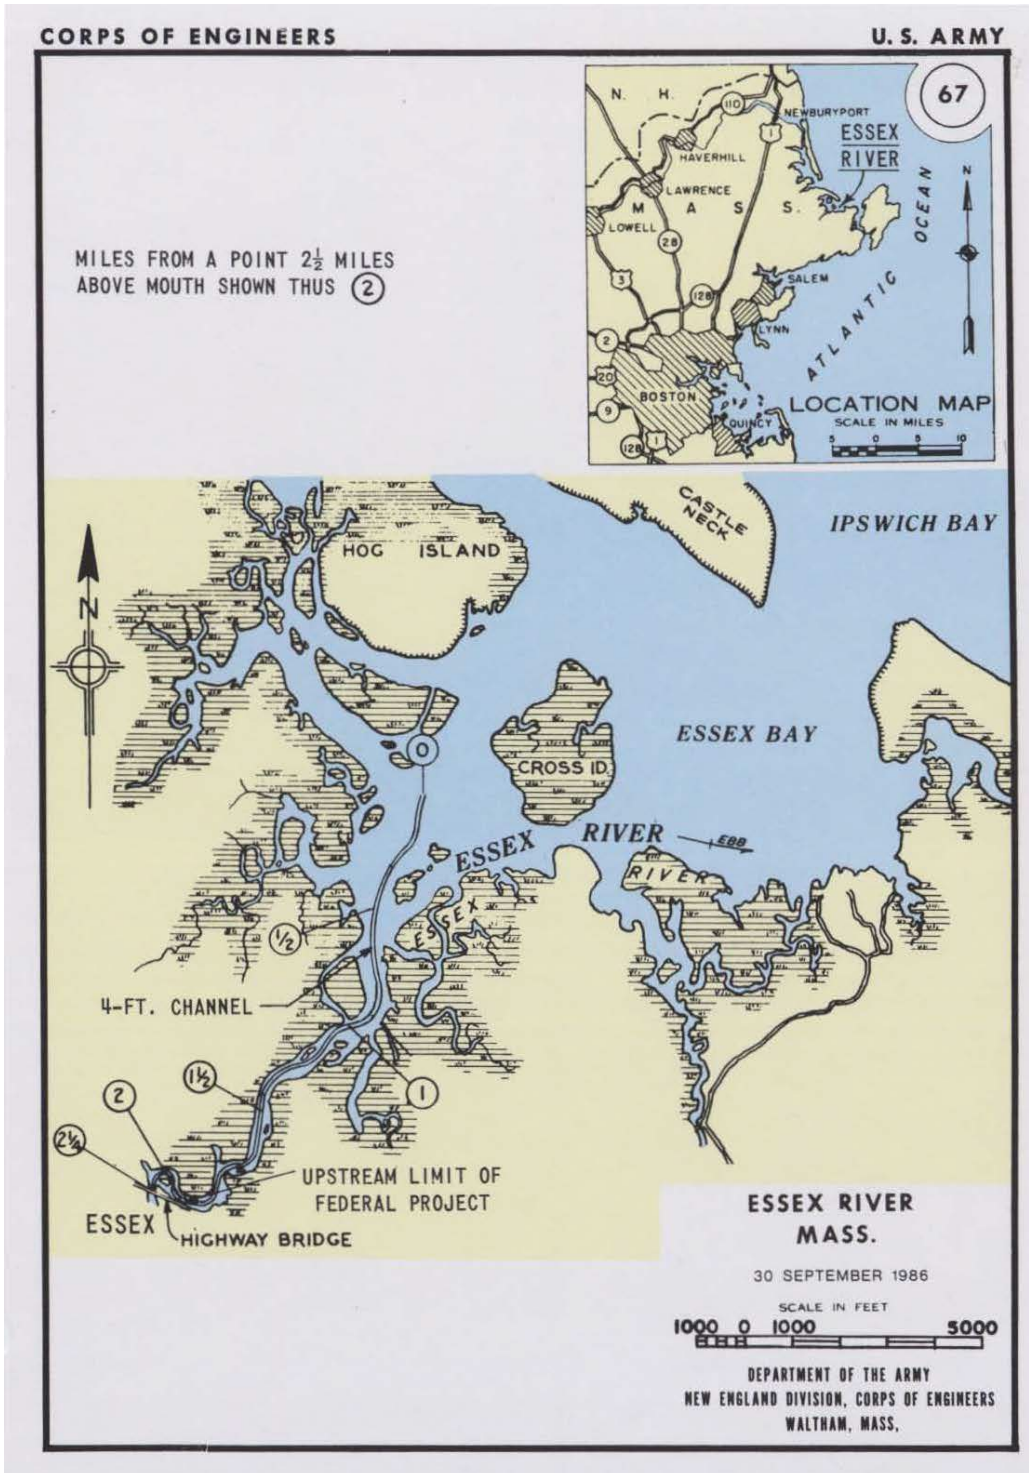 CORPS OF ENGINEERS
U. S. ARMY
67
N. H.
110
NEWBURYPORT
1
ESSEX
RIVER
HAVERHILL
LAWRENCE
M A S S.
LOWELL
28
3
N
OCEAN
SALEM
128
LYNN
ATLANTIC
2
20
BOSTON
9
QUINCY
128
1
LOCATION MAP
SCALE IN MILES
5 0 5 10
MILES FROM A POINT 2½ MILES
ABOVE MOUTH SHOWN THUS 2
CASTLE
NECK
IPSWICH BAY
HOG ISLAND
N
ESSEX BAY
0
CROSS ID.
ESSEX RIVER
EBB
RIVER
ESSEX
½
4-FT. CHANNEL
1½
1
2
2¼
UPSTREAM LIMIT OF
FEDERAL PROJECT
ESSEX
HIGHWAY BRIDGE
ESSEX RIVER
MASS.
30 SEPTEMBER 1986
SCALE IN FEET
1000 0 1000 5000
DEPARTMENT OF THE ARMY
NEW ENGLAND DIVISION, CORPS OF ENGINEERS
WALTHAM, MASS,